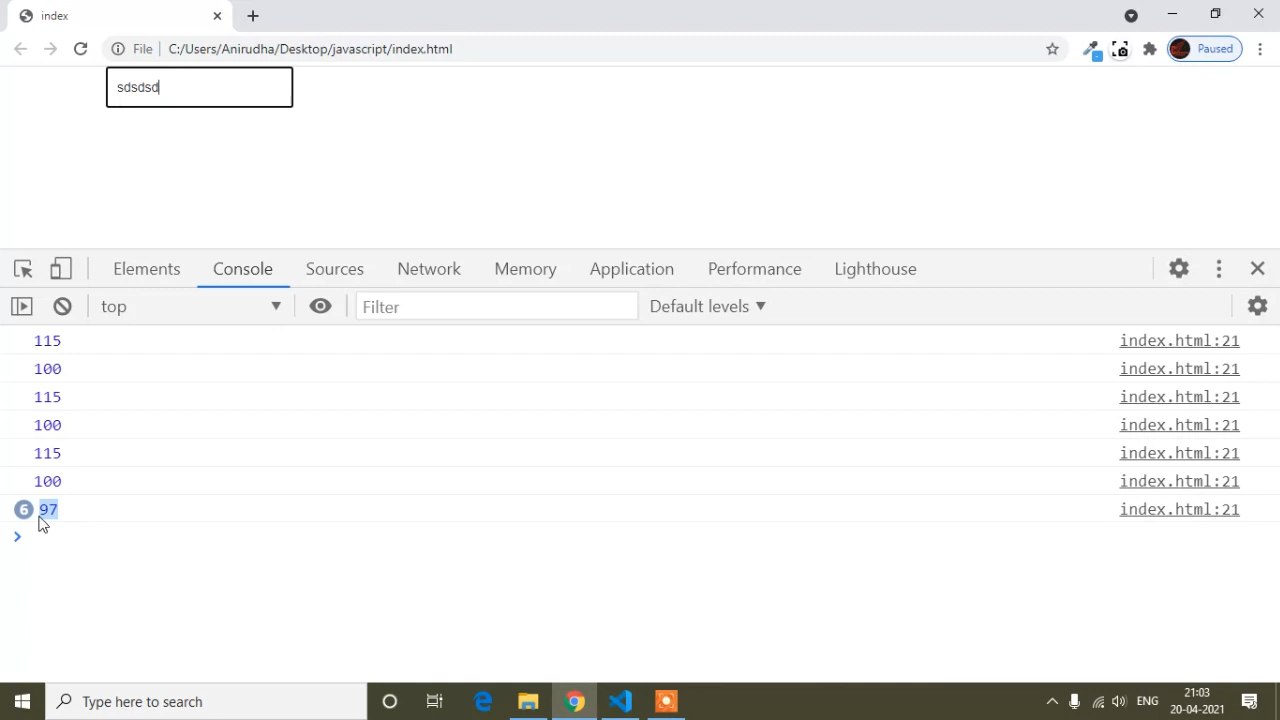 index
File
C:/Users/Anirudha/Desktop/javascript/index.html
Paused
sdsdsd
Elements Console Sources Network Memory Application Performance Lighthouse
top Filter Default levels
115 index.html:21
100 index.html:21
115 index.html:21
100 index.html:21
115 index.html:21
100 index.html:21
6 97 index.html:21
Type here to search
ENG
21:03
20-04-2021